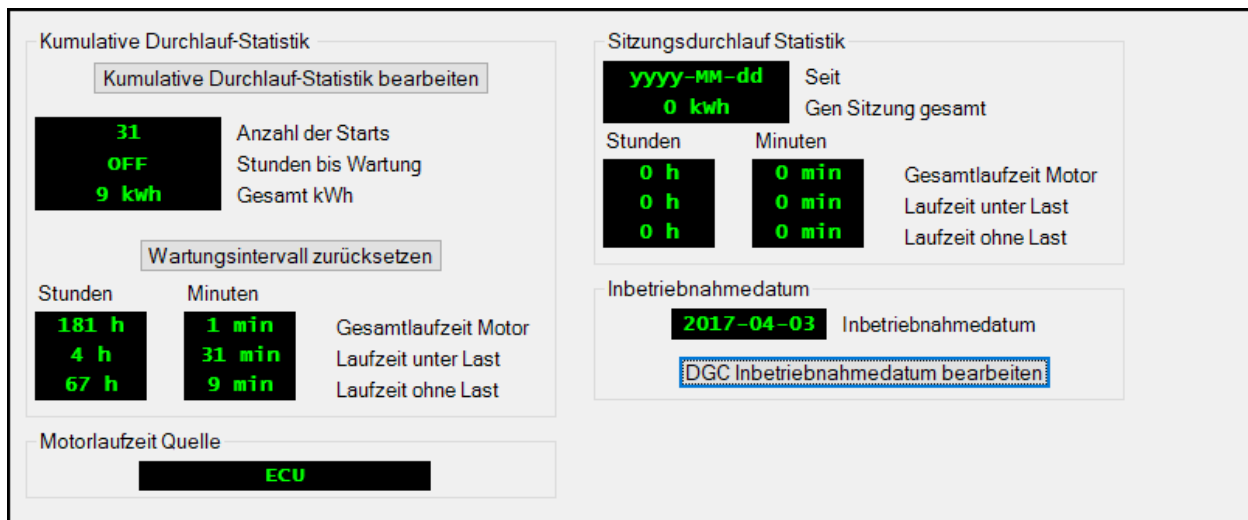 Kumulative Durchlauf-Statistik
Kumulative Durchlauf-Statistik bearbeiten
31 Anzahl der Starts
OFF Stunden bis Wartung
9 kWh Gesamt kWh
Wartungsintervall zurücksetzen
Stunden Minuten
181 h 1 min Gesamtlaufzeit Motor
4 h 31 min Laufzeit unter Last
67 h 9 min Laufzeit ohne Last
Motorlaufzeit Quelle
ECU
Sitzungsdurchlauf Statistik
yyyy-MM-dd Seit
0 kwh Gen Sitzung gesamt
Stunden Minuten
0 h 0 min Gesamtlaufzeit Motor
0 h 0 min Laufzeit unter Last
0 h 0 min Laufzeit ohne Last
Inbetriebnahmedatum
2017-04-03 Inbetriebnahmedatum
DGC Inbetriebnahmedatum bearbeiten